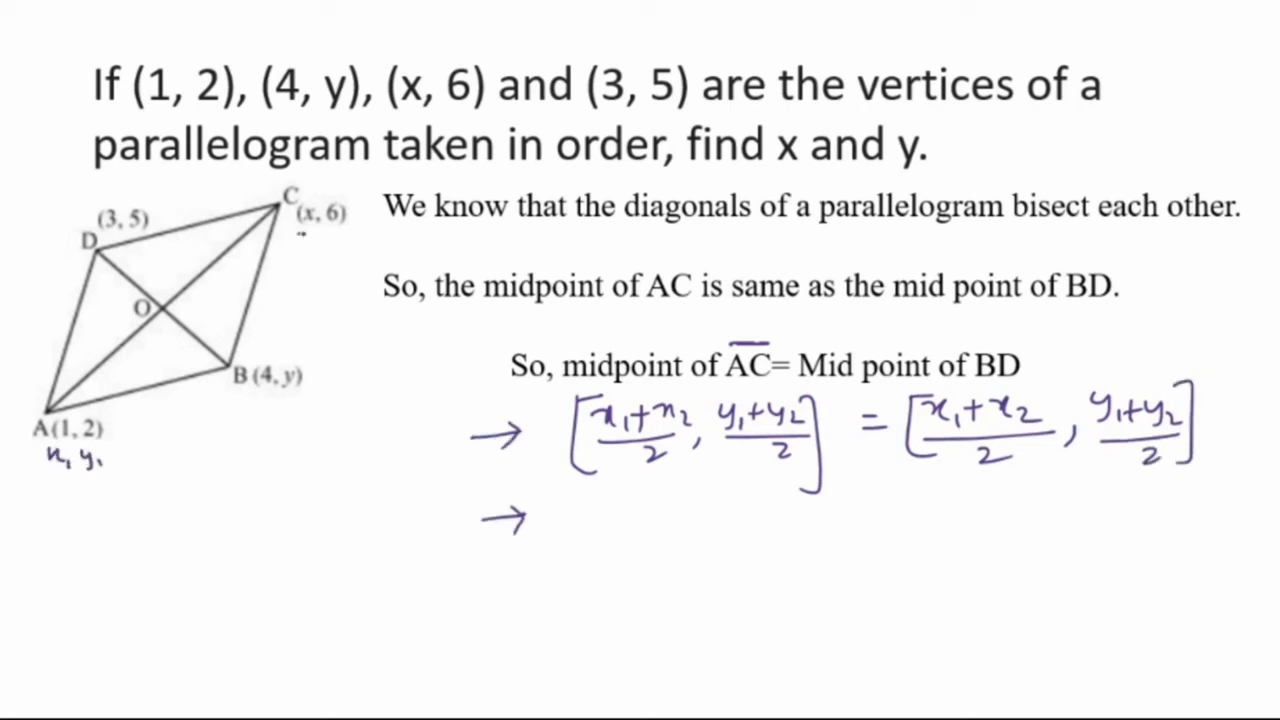 If (1, 2), (4, y), (x, 6) and (3, 5) are the vertices of a
parallelogram taken in order, find x and y.
C
(3, 5)
(x, 6)
D
O
B (4, y)
A (1, 2)
x₁ y₁
We know that the diagonals of a parallelogram bisect each other.
So, the midpoint of AC is same as the mid point of BD.
So, midpoint of A̅C̅= Mid point of BD
→ [x₁+x₂/2, y₁+y₂/2] = [x₁+x₂/2, y₁+y₂/2]
→